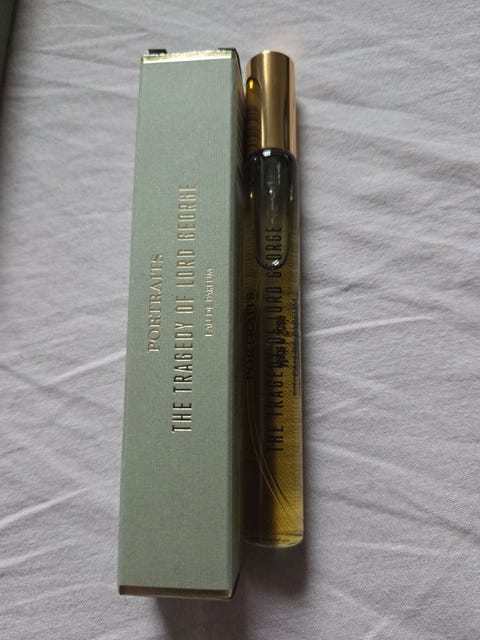 PORTRAITS
THE TRAGEDY OF LORD GEORGE
EAU DE PARFUM
PORTRAITS
THE TRAGEDY OF LORD GEORGE